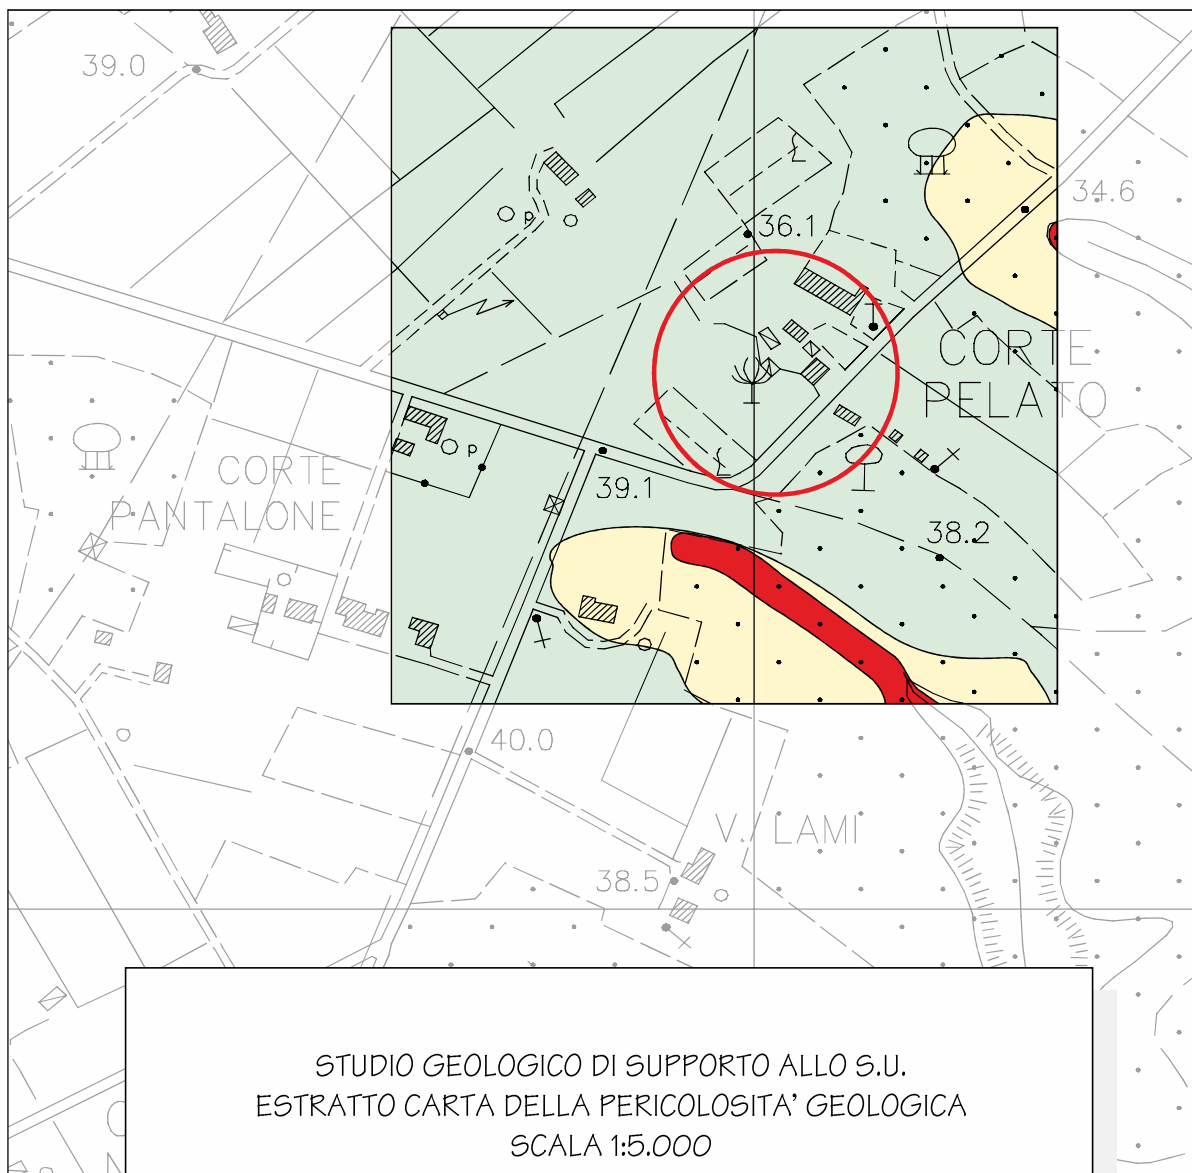 39.0
34.6
p
36.1
CORTE
PELATO
p
CORTE
PANTALONE
39.1
38.2
40.0
V. LAMI
38.5
STUDIO GEOLOGICO DI SUPPORTO ALLO S.U.
ESTRATTO CARTA DELLA PERICOLOSITA' GEOLOGICA
SCALA 1:5.000